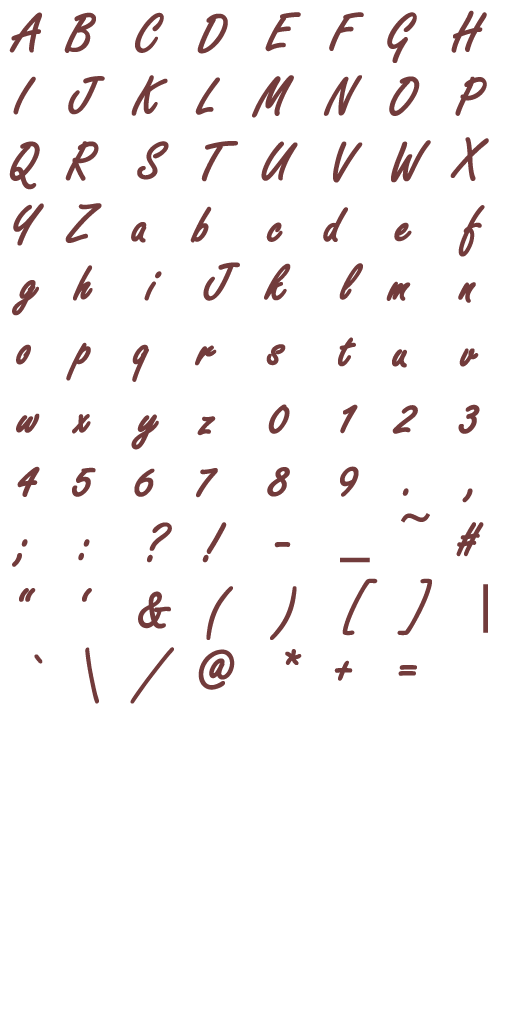 A B C D E F G H
I J K L M N O P
Q R S T U V W X
Y Z a b c d e f
g h i J k l m n
o p q r s t u v
w x y z 0 1 2 3
4 5 6 7 8 9 . ,
; : ? ! - _ ~ #
“ ‘ & ( ) [ ] |
` \ / @ * + =